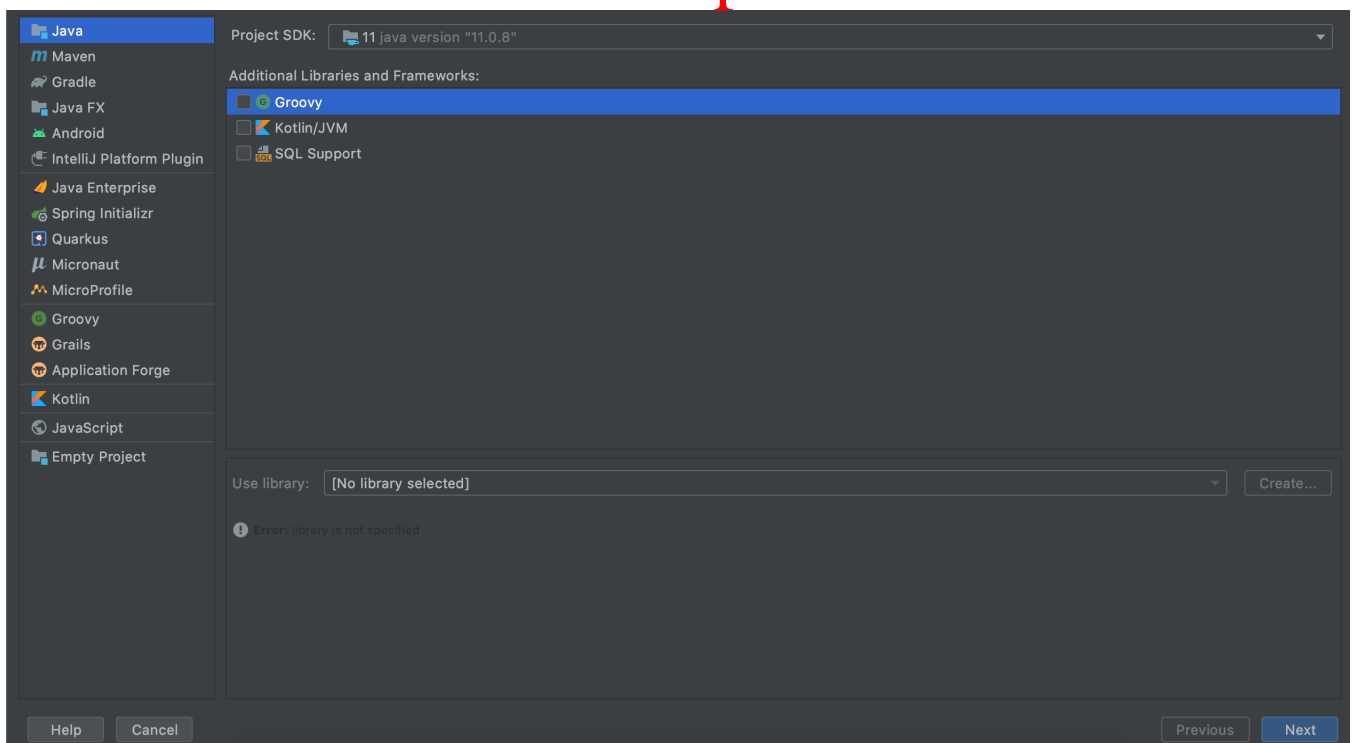 Java
Maven
Gradle
Java FX
Android
IntelliJ Platform Plugin
Java Enterprise
Spring Initializr
Quarkus
Micronaut
MicroProfile
Groovy
Grails
Application Forge
Kotlin
JavaScript
Empty Project
Project SDK: 11 java version "11.0.8"
Additional Libraries and Frameworks:
Groovy
Kotlin/JVM
SQL Support
Use library: [No library selected] Create...
Error: library is not specified
Help Cancel Previous Next